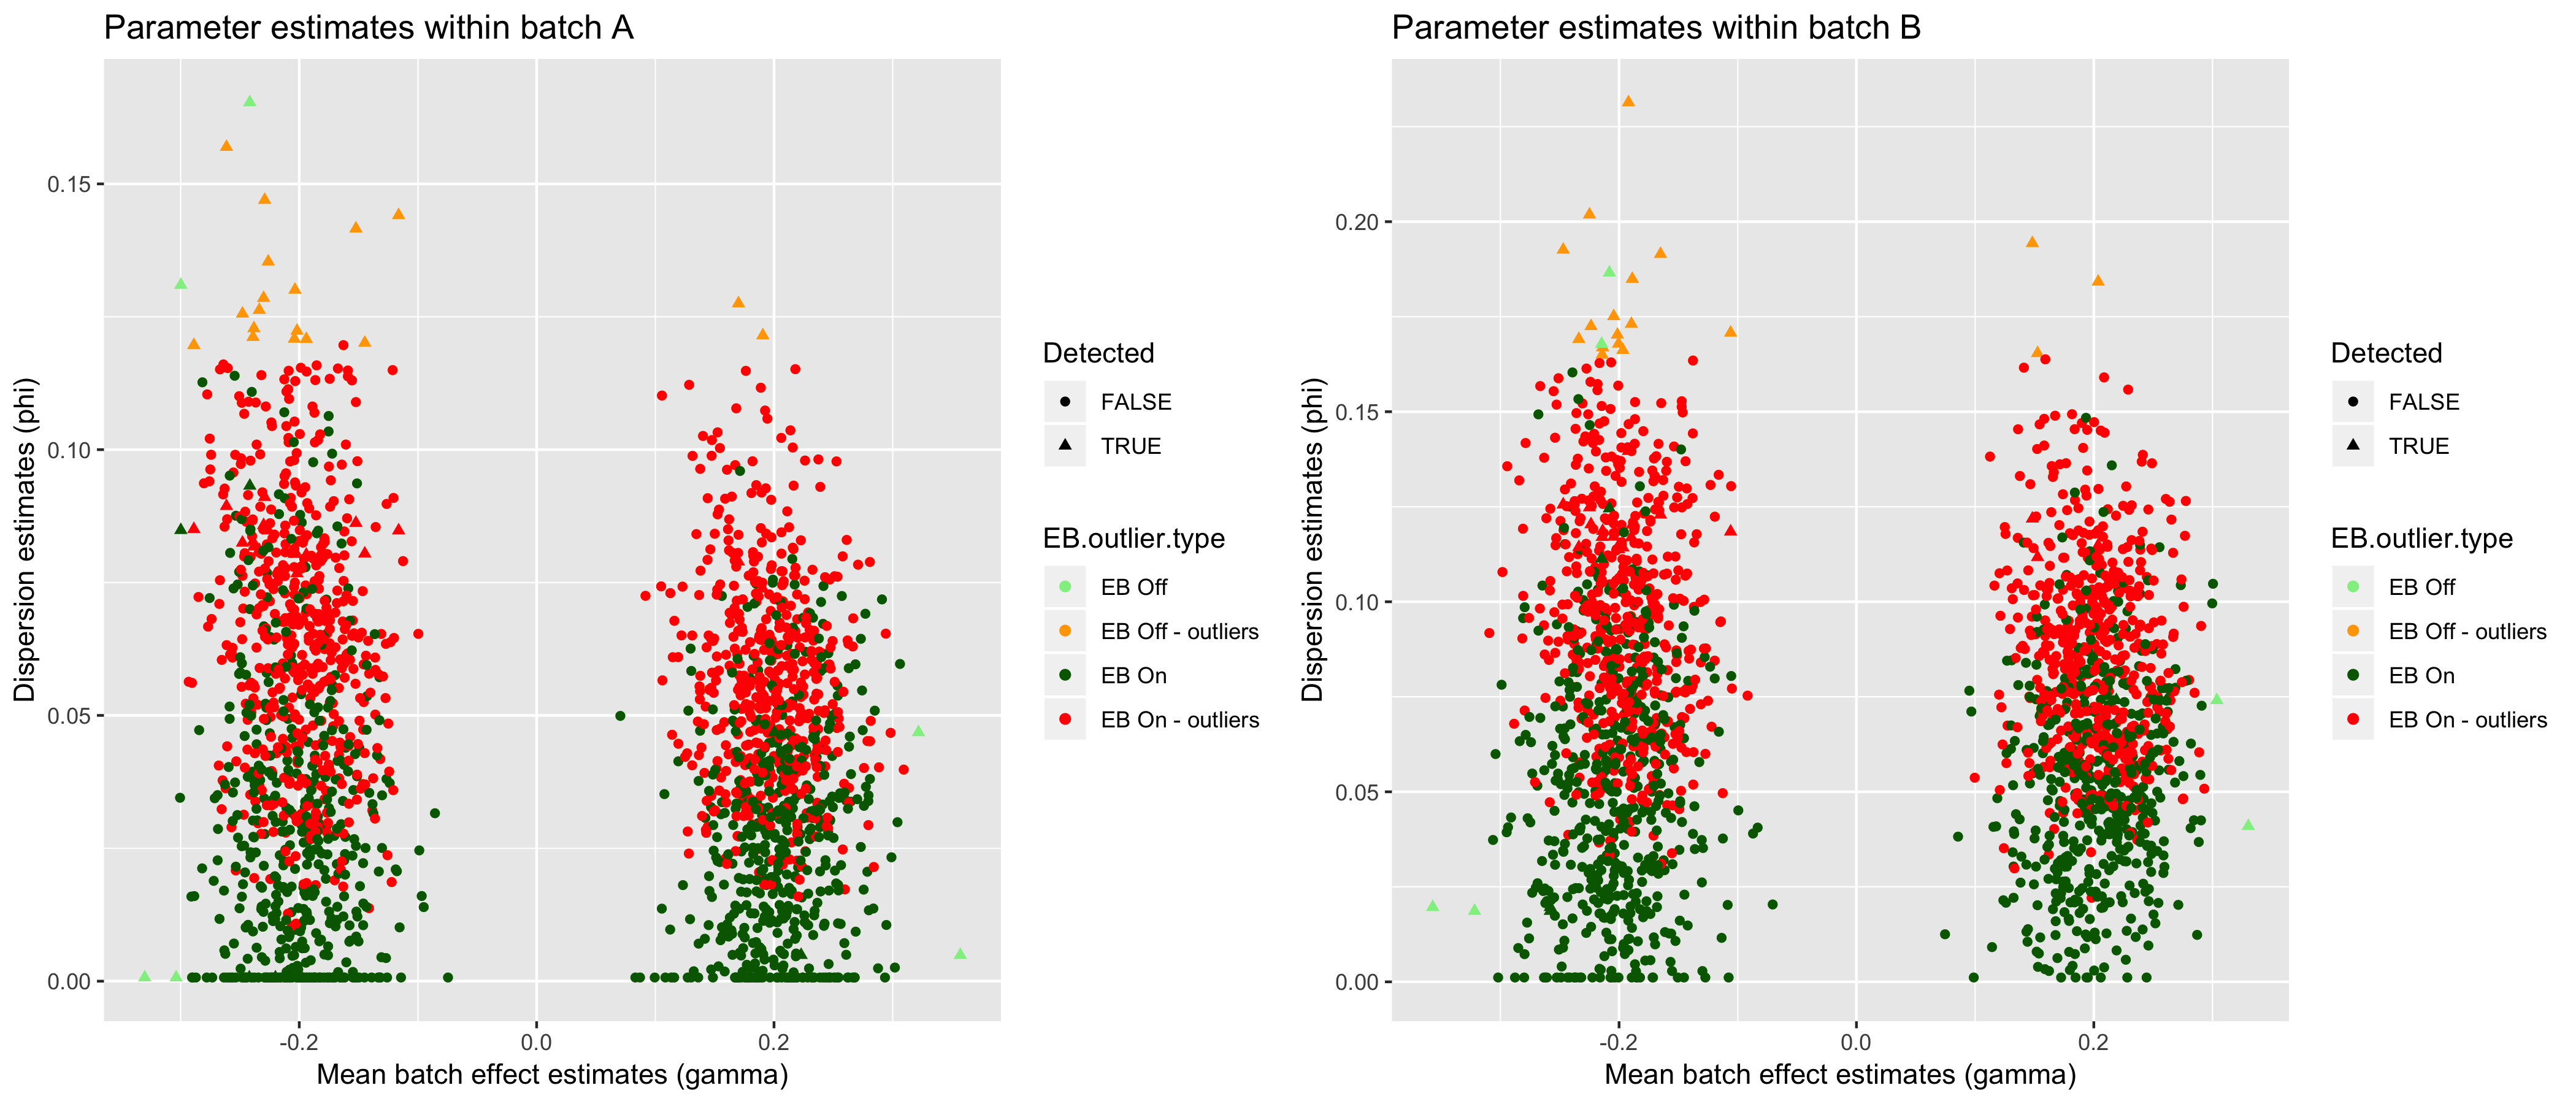 Parameter estimates within batch A
Dispersion estimates (phi)
0.15
0.10
0.05
0.00
-0.2
0.0
0.2
Mean batch effect estimates (gamma)
Detected
FALSE
TRUE
EB.outlier.type
EB Off
EB Off - outliers
EB On
EB On - outliers
Parameter estimates within batch B
Dispersion estimates (phi)
0.20
0.15
0.10
0.05
0.00
-0.2
0.0
0.2
Mean batch effect estimates (gamma)
Detected
FALSE
TRUE
EB.outlier.type
EB Off
EB Off - outliers
EB On
EB On - outliers